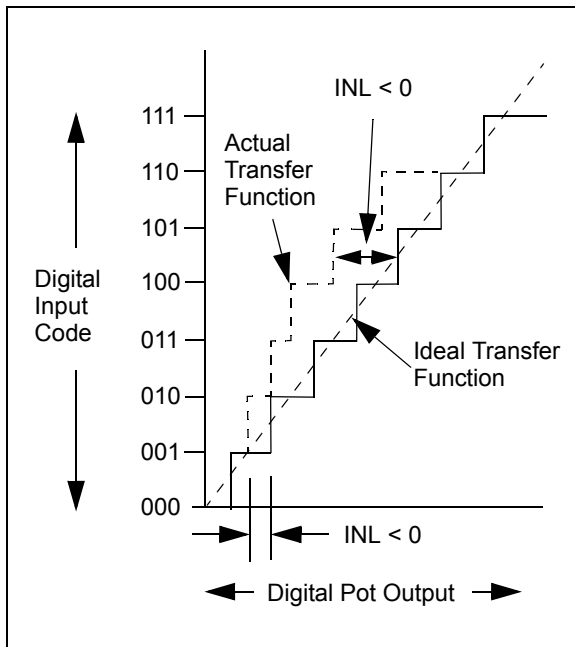 INL < 0
111
Actual
Transfer
Function
110
101
Digital
Input
Code
100
011
Ideal Transfer
Function
010
001
000
INL < 0
Digital Pot Output